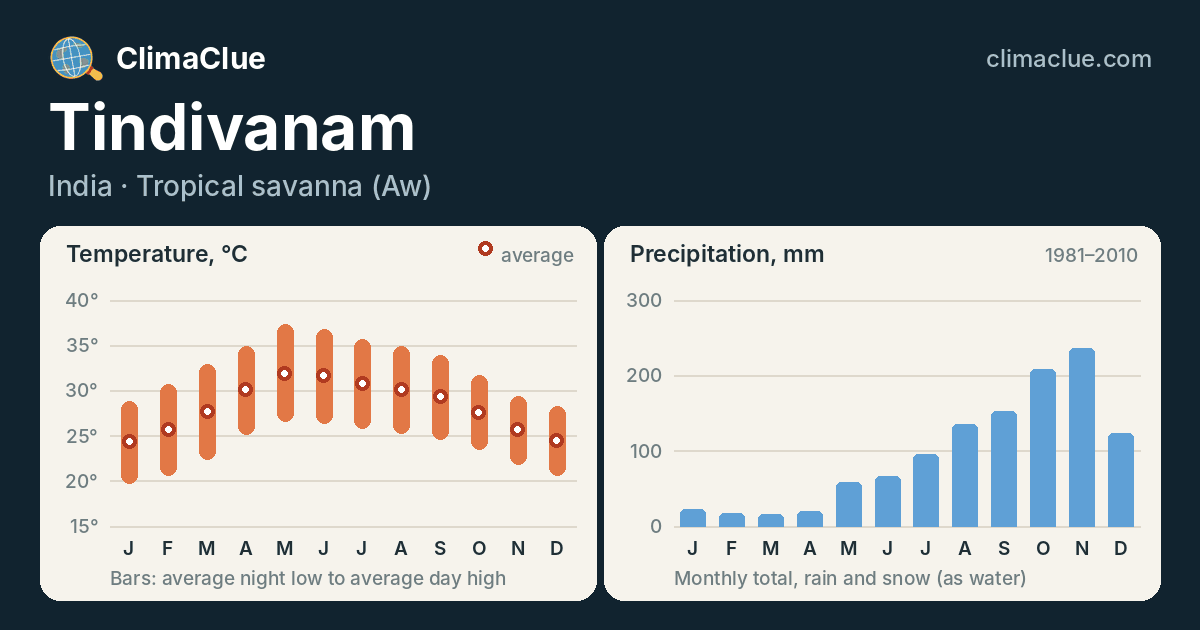 ClimaClue
climaclue.com
Tindivanam
India · Tropical savanna (Aw)
Temperature, °C
average
40°
35°
30°
25°
20°
15°
J F M A M J J A S O N D
Bars: average night low to average day high
Precipitation, mm
1981–2010
300
200
100
0
J F M A M J J A S O N D
Monthly total, rain and snow (as water)